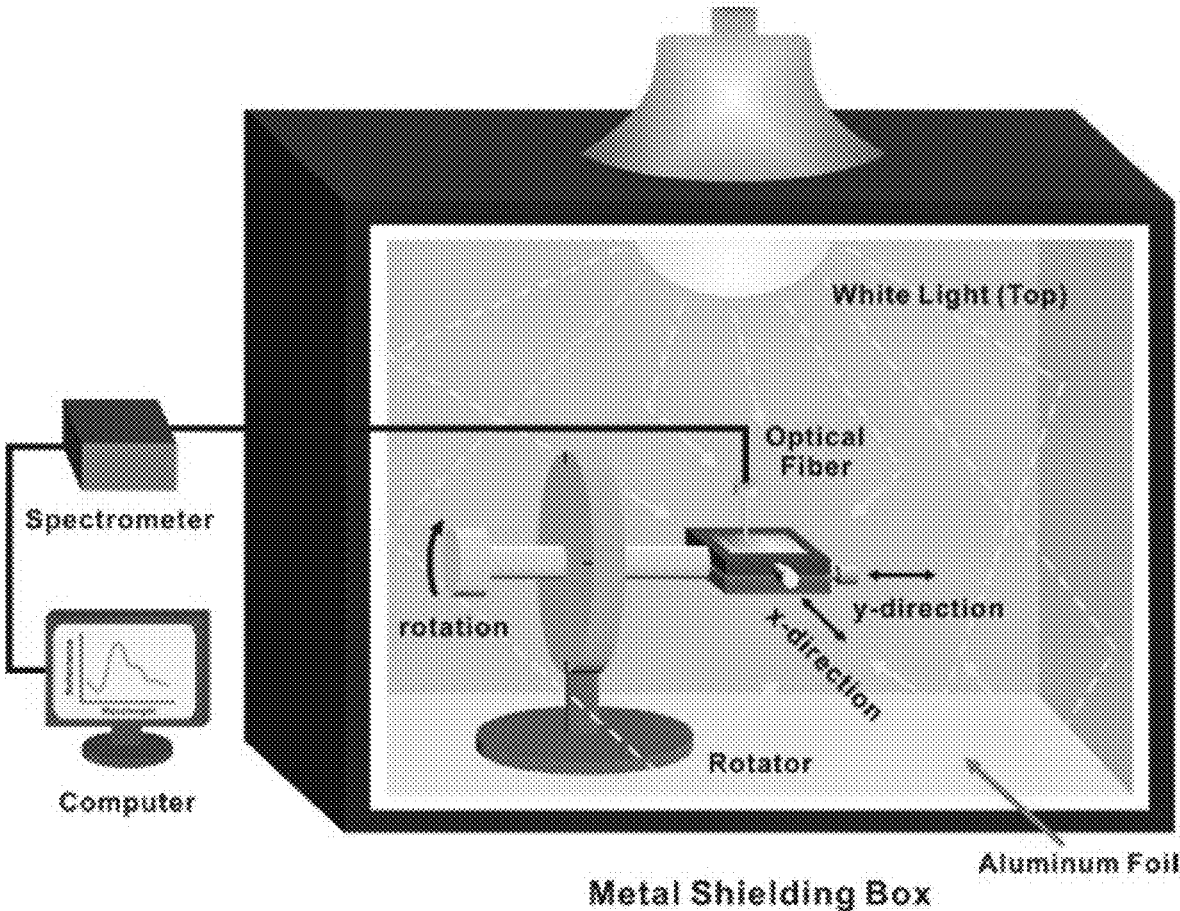 White Light (Top)
Optical
Fiber
Spectrometer
rotation
y-direction
x-direction
Rotator
Computer
Aluminum Foil
Metal Shielding Box